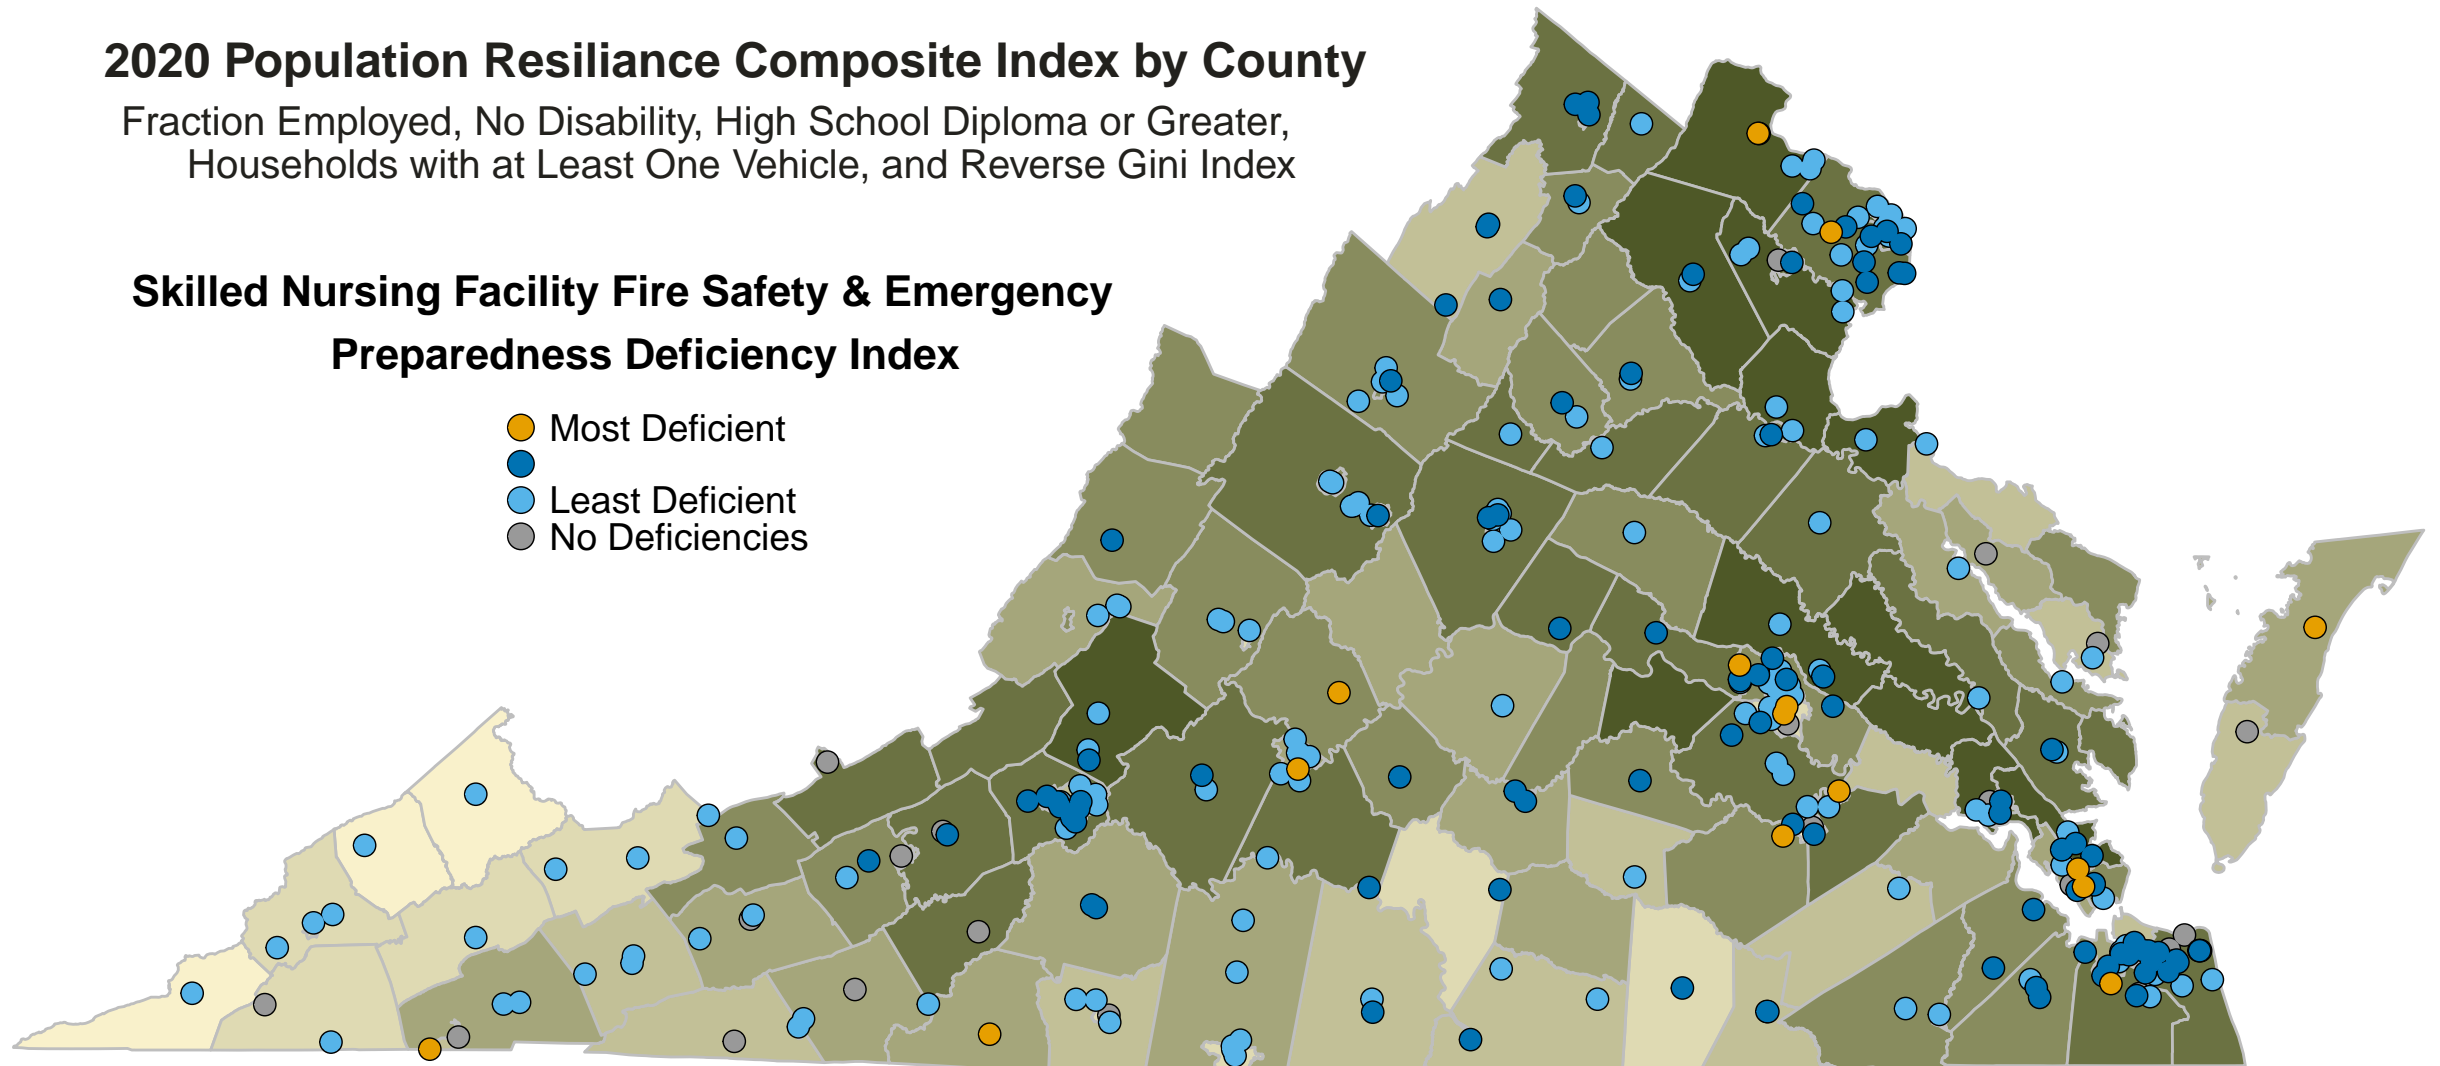 2020 Population Resiliance Composite Index by County
Fraction Employed, No Disability, High School Diploma or Greater,
Households with at Least One Vehicle, and Reverse Gini Index
Skilled Nursing Facility Fire Safety & Emergency
Preparedness Deficiency Index
Most Deficient
Least Deficient
No Deficiencies